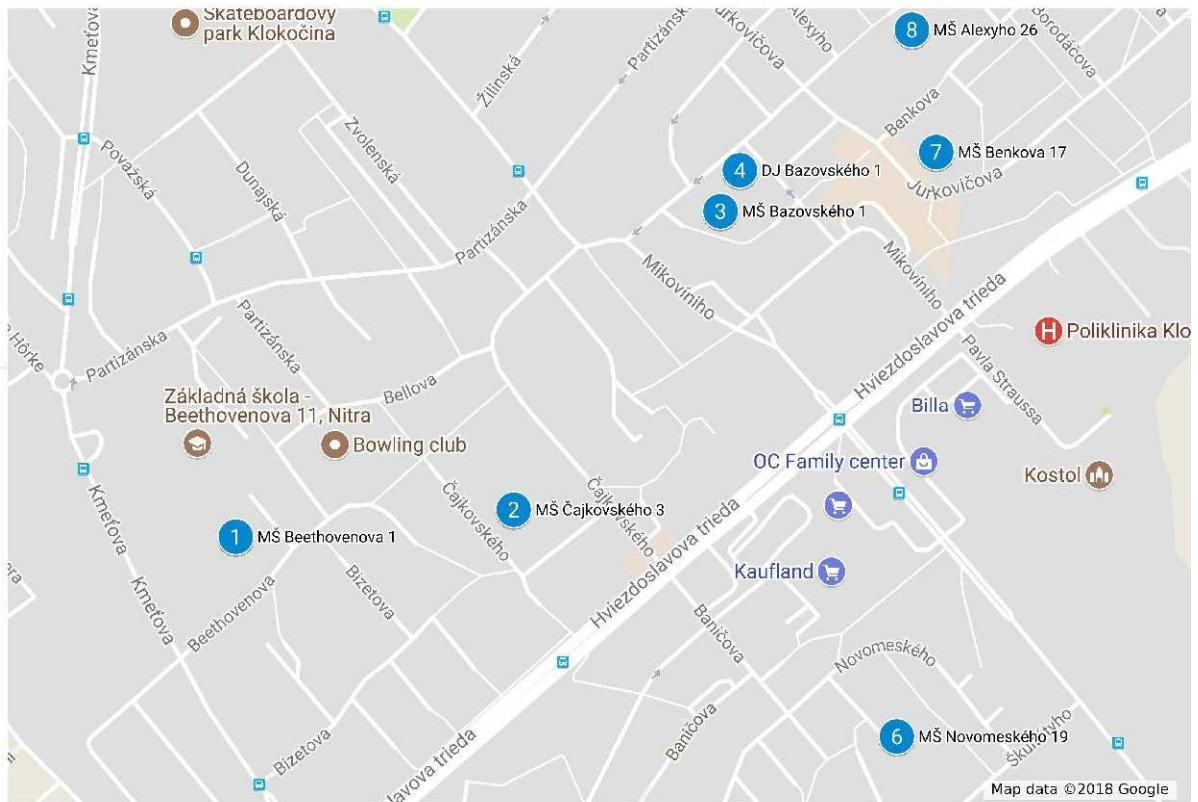 Skateboardový
park Klokočina
Kmeťova
Žilinská
Partizánska
Jurkovičova
Alexyho
8
MŠ Alexyho 26
Borodáčova
Považská
Dunajská
Zvolenská
Benkova
7
MŠ Benkova 17
4
DJ Bazovského 1
3
MŠ Bazovského 1
Jurkovičova
Partizánska
Mikovíniho
Mikovíniho
Hviezdoslavova trieda
H
Poliklinika Klo
Hôrke
Partizánska
Partizánska
Pavla Straussa
Základná škola -
Beethovenova 11, Nitra
Bellova
Billa
Bowling club
OC Family center
Kostol
Kmeťova
Čajkovského
2
MŠ Čajkovského 3
Čajkovského
1
MŠ Beethovenova 1
Hviezdoslavova trieda
Kaufland
Kmeťova
Beethovenova
Bizetova
Baničova
Novomeského
Bizetova
Baničova
6
MŠ Novomeského 19
Škultétyho
lavova trieda
Map data ©2018 Google